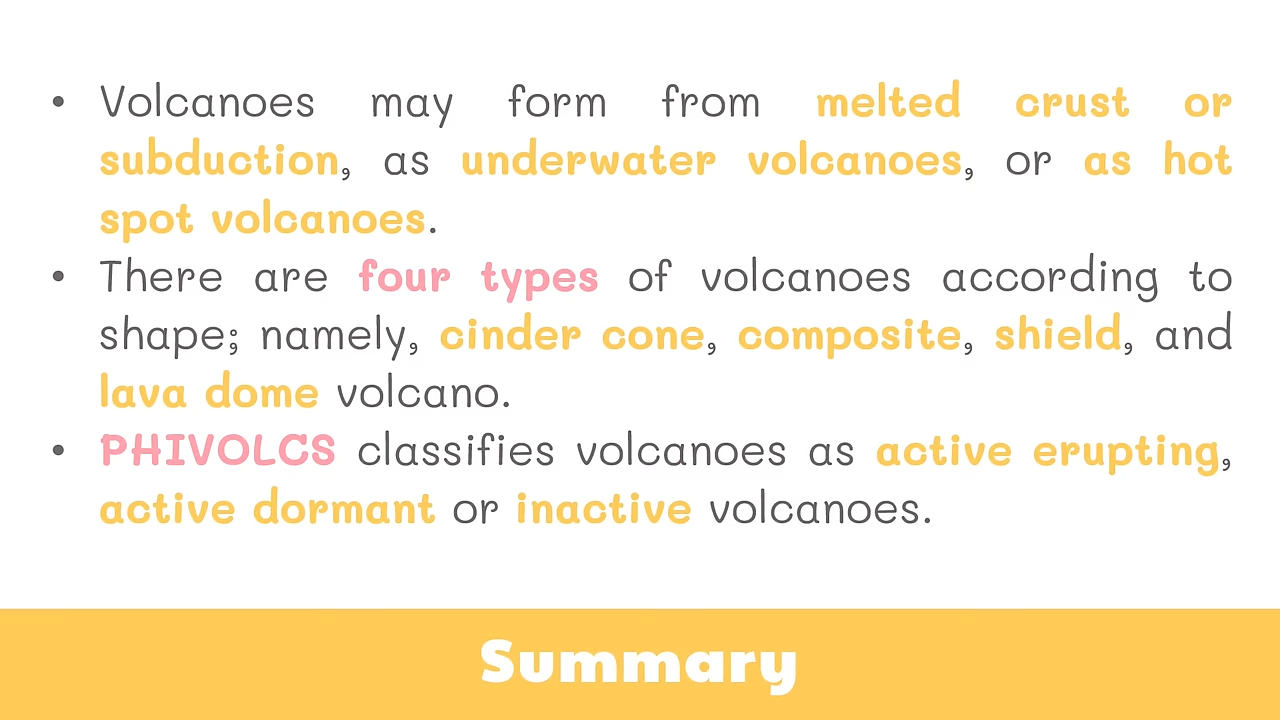 • Volcanoes may form from melted crust or
subduction, as underwater volcanoes, or as hot
spot volcanoes.
• There are four types of volcanoes according to
shape; namely, cinder cone, composite, shield, and
lava dome volcano.
• PHIVOLCS classifies volcanoes as active erupting,
active dormant or inactive volcanoes.
Summary